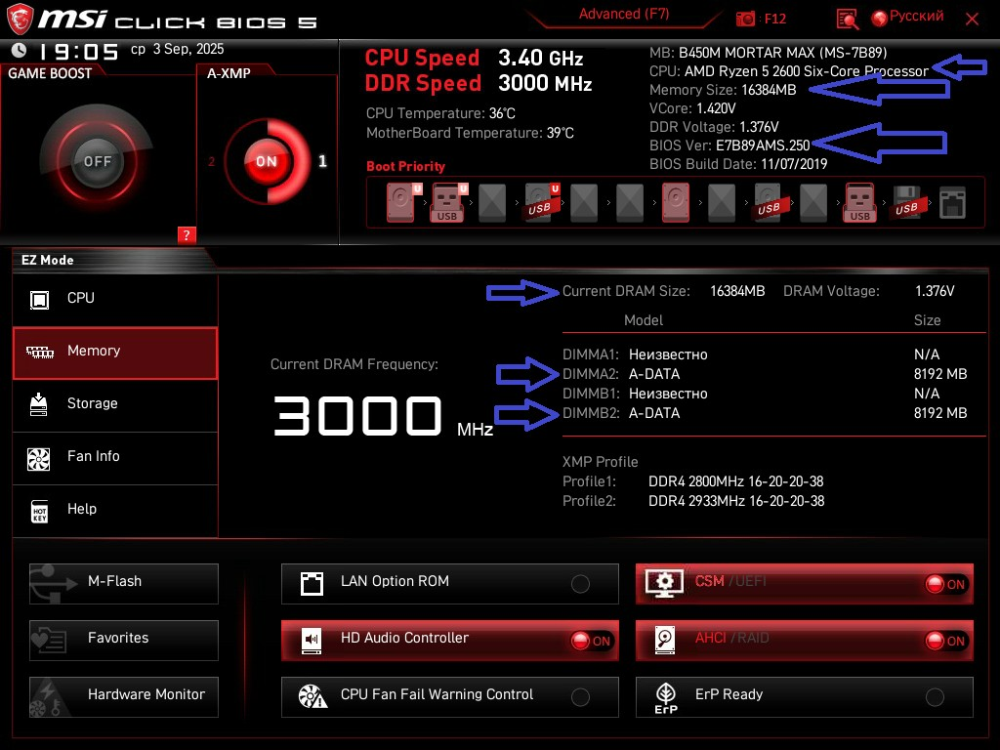 msi CLICK BIOS 5
Advanced (F7)
F12
Русский
19:05 ср 3 Sep, 2025
GAME BOOST
OFF
A-XMP
2
ON
1
CPU Speed 3.40 GHz
DDR Speed 3000 MHz
CPU Temperature: 36°C
MotherBoard Temperature: 39°C
MB: B450M MORTAR MAX (MS-7B89)
CPU: AMD Ryzen 5 2600 Six-Core Processor
Memory Size: 16384MB
VCore: 1.420V
DDR Voltage: 1.376V
BIOS Ver: E7B89AMS.250
BIOS Build Date: 11/07/2019
Boot Priority
U U U
USB USB USB USB USB
?
EZ Mode
CPU
Memory
Storage
Fan Info
HOT KEY
Help
Current DRAM Frequency:
3000 MHz
Current DRAM Size: 16384MB DRAM Voltage: 1.376V
Model Size
DIMMA1: Неизвестно N/A
DIMMA2: A-DATA 8192 MB
DIMMB1: Неизвестно N/A
DIMMB2: A-DATA 8192 MB
XMP Profile
Profile1: DDR4 2800MHz 16-20-20-38
Profile2: DDR4 2933MHz 16-20-20-38
M-Flash
Favorites
Hardware Monitor
LAN Option ROM
HD Audio Controller ON
CPU Fan Fail Warning Control
CSM /UEFI ON
AHCI /RAID ON
ErP
ErP Ready